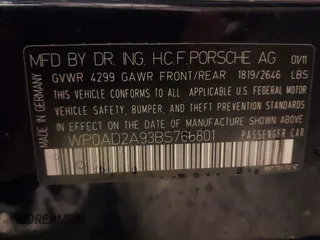 MFD BY DR. ING. H.C.F. PORSCHE AG 01/11
GVWR 4299 GAWR FRONT/REAR 1819/2646 LBS
MADE IN GERMANY
THIS VEHICLE CONFORMS TO ALL APPLICABLE U.S. FEDERAL MOTOR
VEHICLE SAFETY, BUMPER, AND THEFT PREVENTION STANDARDS IN
EFFECT ON THE DATE OF MANUFACTURE SHOWN ABOVE.
WP0AD2A93BS766801 PASSENGER CAR